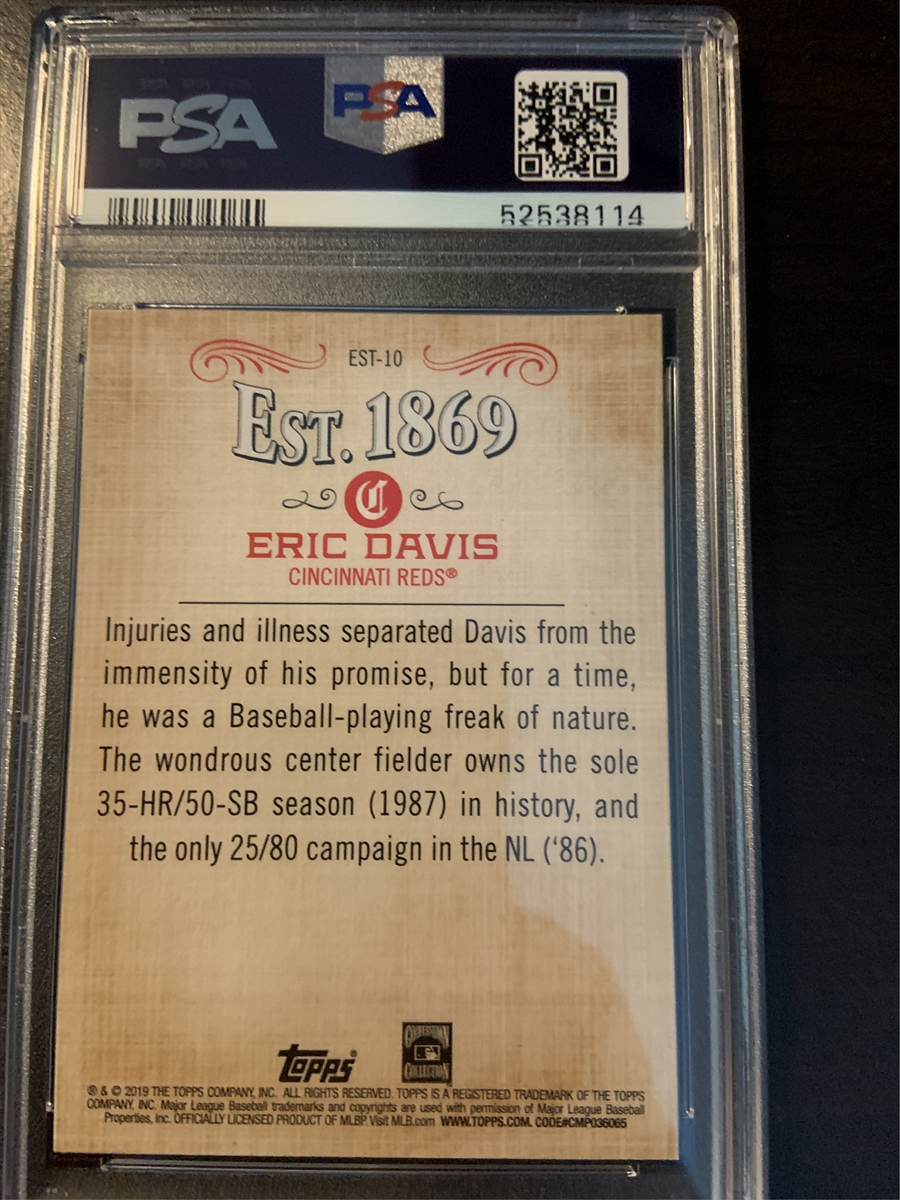 PSA PSA
52538114
EST-10
EST. 1869
C
ERIC DAVIS
CINCINNATI REDS®
Injuries and illness separated Davis from the
immensity of his promise, but for a time,
he was a Baseball-playing freak of nature.
The wondrous center fielder owns the sole
35-HR/50-SB season (1987) in history, and
the only 25/80 campaign in the NL (‘86).
topps®
COOPERSTOWN
COLLECTION
® & © 2019 THE TOPPS COMPANY, INC. ALL RIGHTS RESERVED. TOPPS IS A REGISTERED TRADEMARK OF THE TOPPS
COMPANY, INC. Major League Baseball trademarks and copyrights are used with permission of Major League Baseball
Properties, Inc. OFFICIALLY LICENSED PRODUCT OF MLBP. Visit MLB.com WWW.TOPPS.COM. CODE#CMP036065